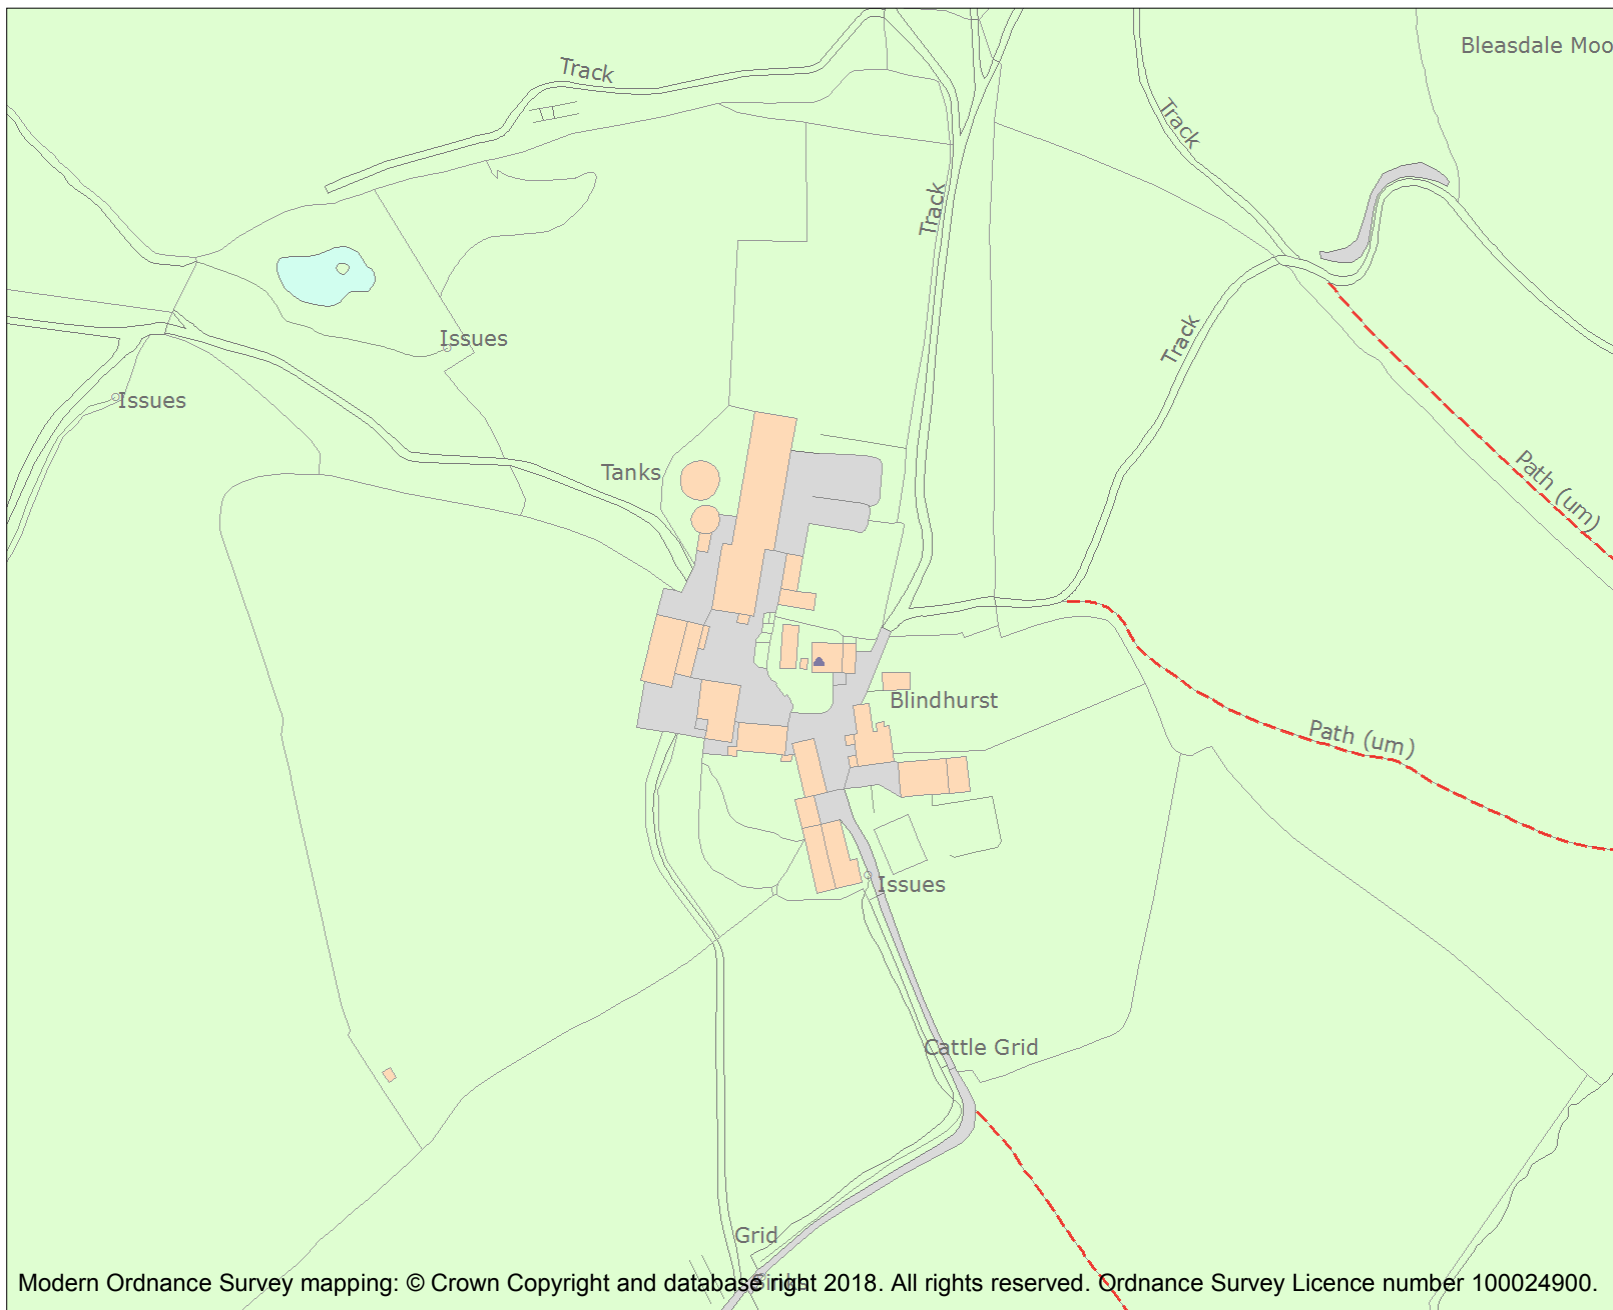 Bleasdale Moo
Track
Track
Track
Track
Issues
Issues
Tanks
Path (um)
Blindhurst
Path (um)
Issues
Cattle Grid
Grid
Modern Ordnance Survey mapping: © Crown Copyright and database right 2018. All rights reserved. Ordnance Survey Licence number 100024900.